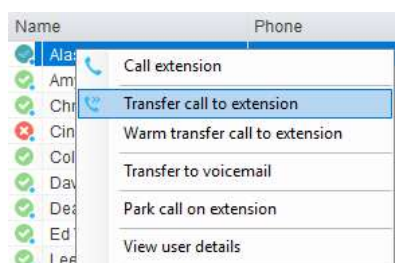 Name Phone
Ala
Call extension
Am
Chr
Transfer call to extension
Cin
Warm transfer call to extension
Col
Transfer to voicemail
Dav
Dea
Park call on extension
Ed
View user details
Lee